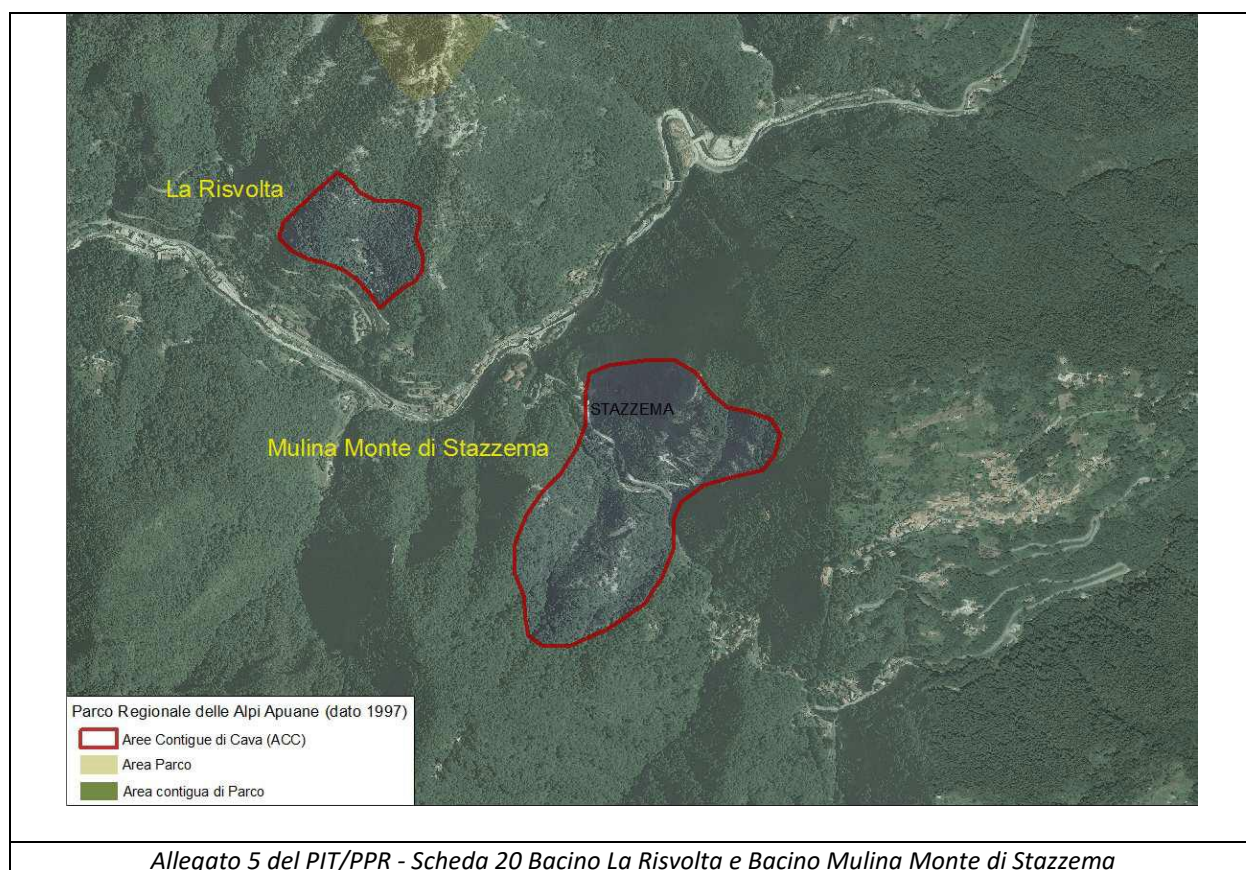 La Risvolta
STAZZEMA
Mulina Monte di Stazzema
Parco Regionale delle Alpi Apuane (dato 1997)
Aree Contigue di Cava (ACC)
Area Parco
Area contigua di Parco
Allegato 5 del PIT/PPR - Scheda 20 Bacino La Risvolta e Bacino Mulina Monte di Stazzema